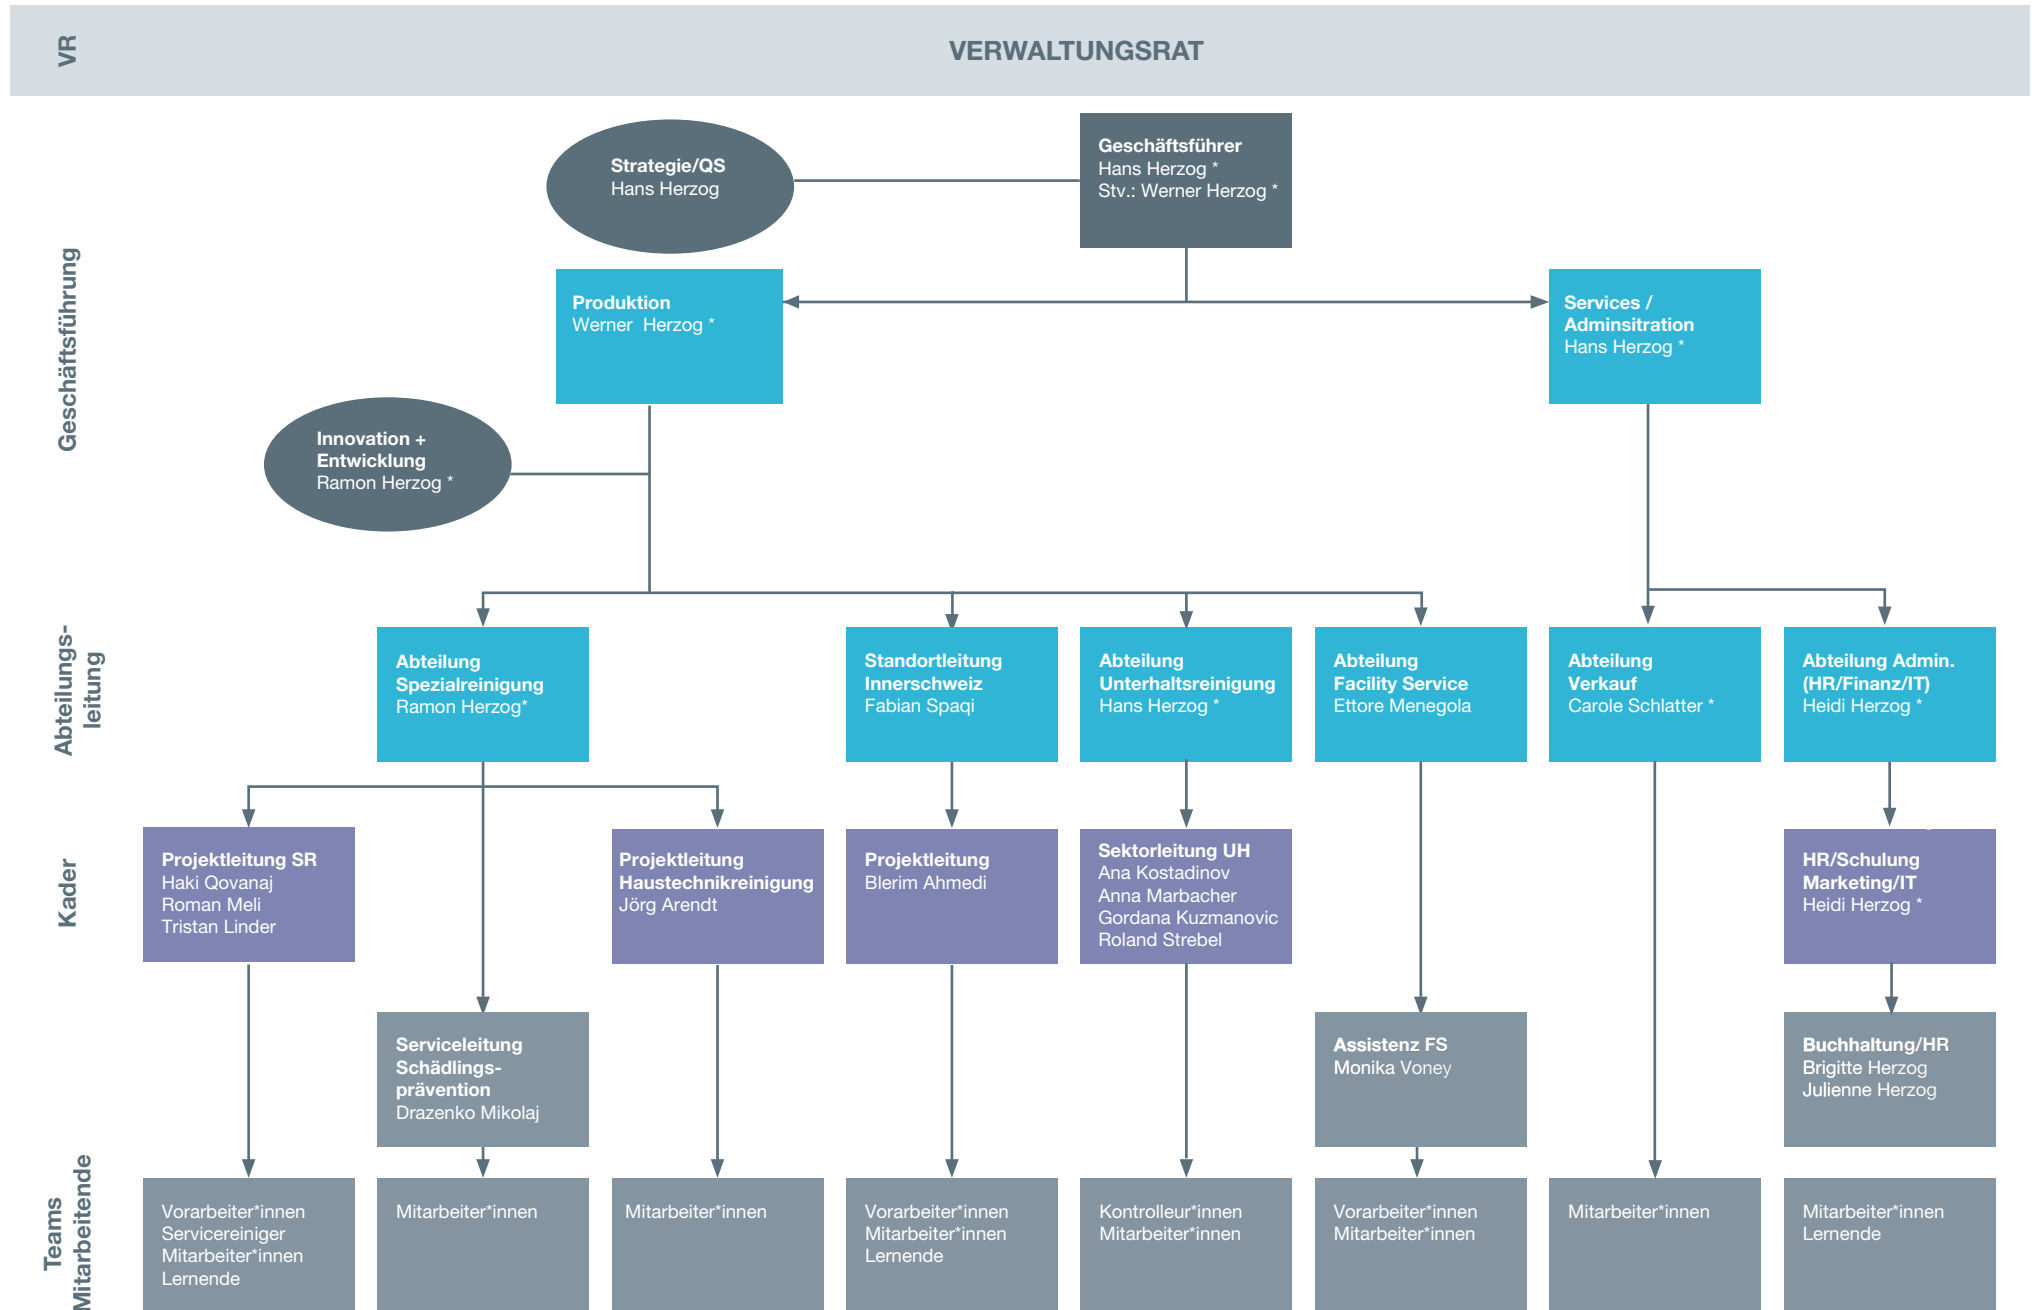 VR
VERWALTUNGSRAT
Geschäftsführung
Strategie/QS
Hans Herzog
Geschäftsführer
Hans Herzog *
Stv.: Werner Herzog *
Produktion
Werner  Herzog *
Services /
Adminsitration
Hans Herzog *
Innovation +
Entwicklung
Ramon Herzog *
Abteilungs-
leitung
Abteilung
Spezialreinigung
Ramon Herzog*
Standortleitung
Innerschweiz
Fabian Spaqi
Abteilung
Unterhaltsreinigung
Hans Herzog *
Abteilung
Facility Service
Ettore Menegola
Abteilung
Verkauf
Carole Schlatter *
Abteilung Admin.
(HR/Finanz/IT)
Heidi Herzog *
Kader
Projektleitung SR
Haki Qovanaj
Roman Meli
Tristan Linder
Projektleitung
Haustechnikreinigung
Jörg Arendt
Projektleitung
Blerim Ahmedi
Sektorleitung UH
Ana Kostadinov
Anna Marbacher
Gordana Kuzmanovic
Roland Strebel
HR/Schulung
Marketing/IT
Heidi Herzog *
Serviceleitung
Schädlings-
prävention
Drazenko Mikolaj
Assistenz FS
Monika Voney
Buchhaltung/HR
Brigitte Herzog
Julienne Herzog
Teams
Mitarbeitende
Vorarbeiter*innen
Servicereiniger
Mitarbeiter*innen
Lernende
Mitarbeiter*innen
Mitarbeiter*innen
Vorarbeiter*innen
Mitarbeiter*innen
Lernende
Kontrolleur*innen
Mitarbeiter*innen
Vorarbeiter*innen
Mitarbeiter*innen
Mitarbeiter*innen
Mitarbeiter*innen
Lernende